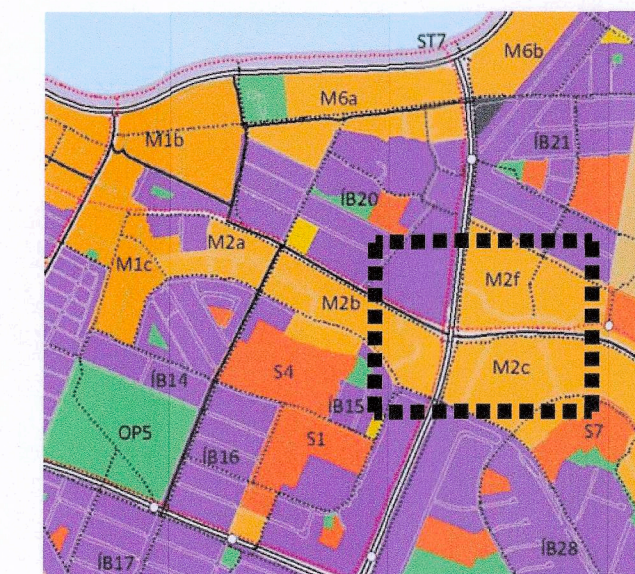 ST7
M6b
M6a
M1b
ÍB21
ÍB20
M2a
M1c
M2f
M2b
M2c
S4
ÍB14
ÍB15
OP5
S1
S7
ÍB16
ÍB28
ÍB17